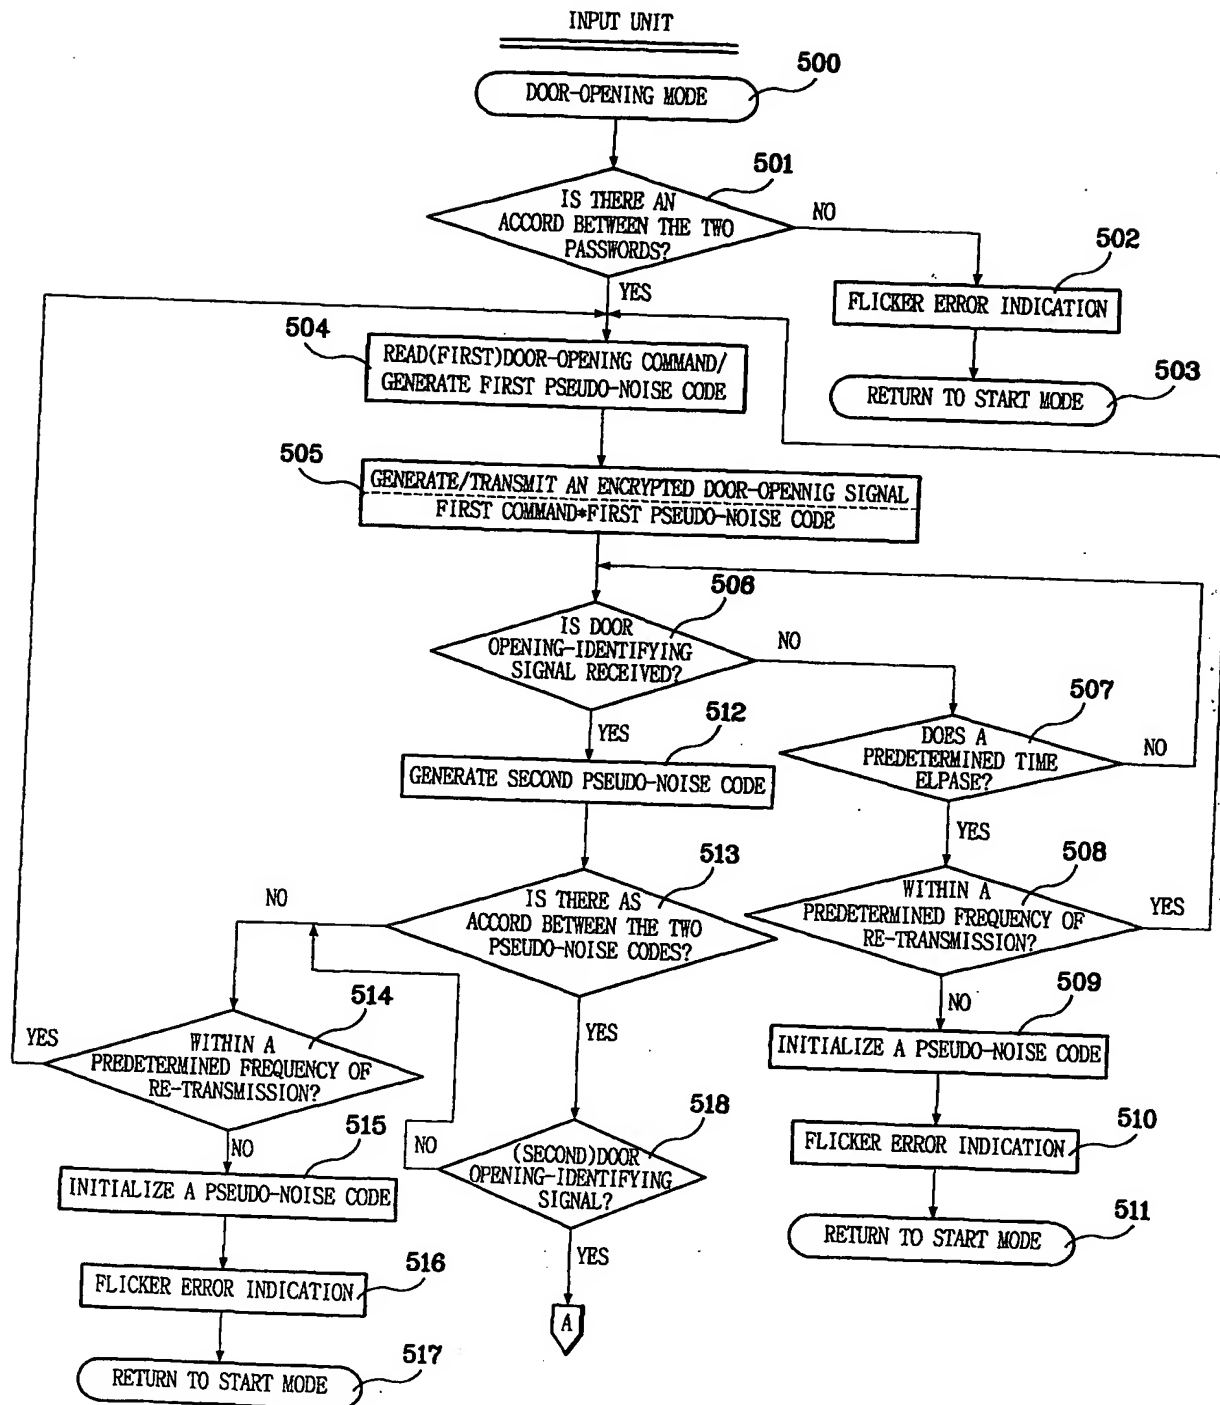 INPUT UNIT
500
DOOR-OPENING MODE
501
IS THERE AN
ACCORD BETWEEN THE TWO
PASSWORDS?
NO
YES
502
FLICKER ERROR INDICATION
503
RETURN TO START MODE
504
READ(FIRST)DOOR-OPENING COMMAND/
GENERATE FIRST PSEUDO-NOISE CODE
505
GENERATE/TRANSMIT AN ENCRYPTED DOOR-OPENNIG SIGNAL
FIRST COMMAND*FIRST PSEUDO-NOISE CODE
506
IS DOOR
OPENING-IDENTIFYING
SIGNAL RECEIVED?
NO
YES
507
DOES A
PREDETERMINED TIME
ELPASE?
NO
YES
512
GENERATE SECOND PSEUDO-NOISE CODE
508
WITHIN A
PREDETERMINED FREQUENCY OF
RE-TRANSMISSION?
YES
NO
513
IS THERE AS
ACCORD BETWEEN THE TWO
PSEUDO-NOISE CODES?
NO
YES
509
INITIALIZE A PSEUDO-NOISE CODE
510
FLICKER ERROR INDICATION
511
RETURN TO START MODE
514
WITHIN A
PREDETERMINED FREQUENCY OF
RE-TRANSMISSION?
YES
NO
515
INITIALIZE A PSEUDO-NOISE CODE
516
FLICKER ERROR INDICATION
517
RETURN TO START MODE
518
(SECOND)DOOR
OPENING-IDENTIFYING
SIGNAL?
NO
YES
A